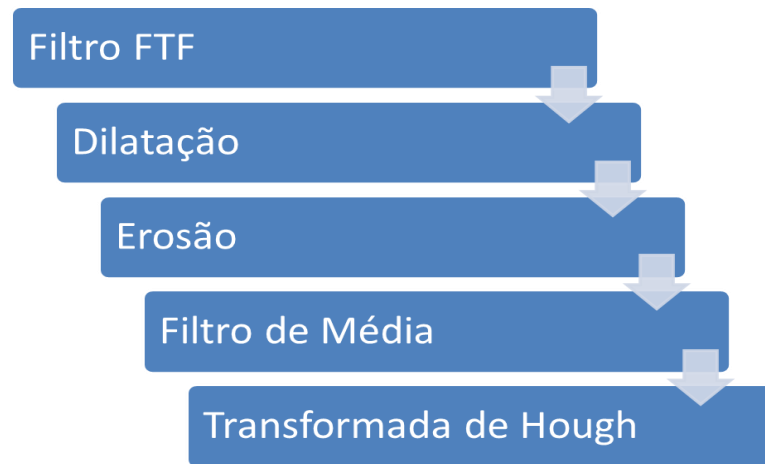 Filtro FTF
Dilatação
Erosão
Filtro de Média
Transformada de Hough